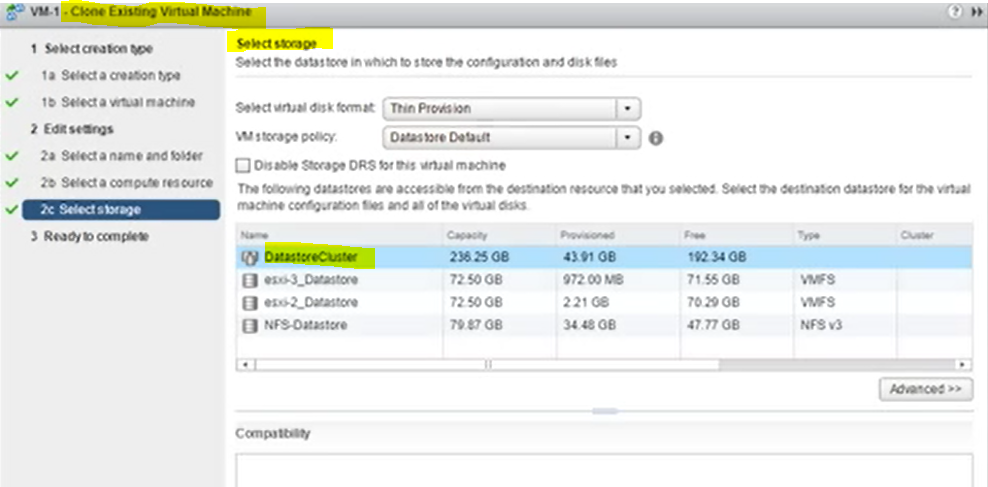 VM-1 - Clone Existing Virtual Machine
1 Select creation type
1a Select a creation type
1b Select a virtual machine
2 Edit settings
2a Select a name and folder
2b Select a compute resource
2c Select storage
3 Ready to complete
Select storage
Select the datastore in which to store the configuration and disk files
Select virtual disk format: Thin Provision
VM storage policy: Datastore Default
Disable Storage DRS for this virtual machine
The following datastores are accessible from the destination resource that you selected. Select the destination datastore for the virtual
machine configuration files and all of the virtual disks.
Name Capacity Provisioned Free Type Cluster
DatastoreCluster 236.25 GB 43.91 GB 192.34 GB
esxi-3_Datastore 72.50 GB 972.00 MB 71.55 GB VMFS
esxi-2_Datastore 72.50 GB 2.21 GB 70.29 GB VMFS
NFS-Datastore 79.87 GB 34.48 GB 47.77 GB NFS v3
Advanced >>
Compatibility